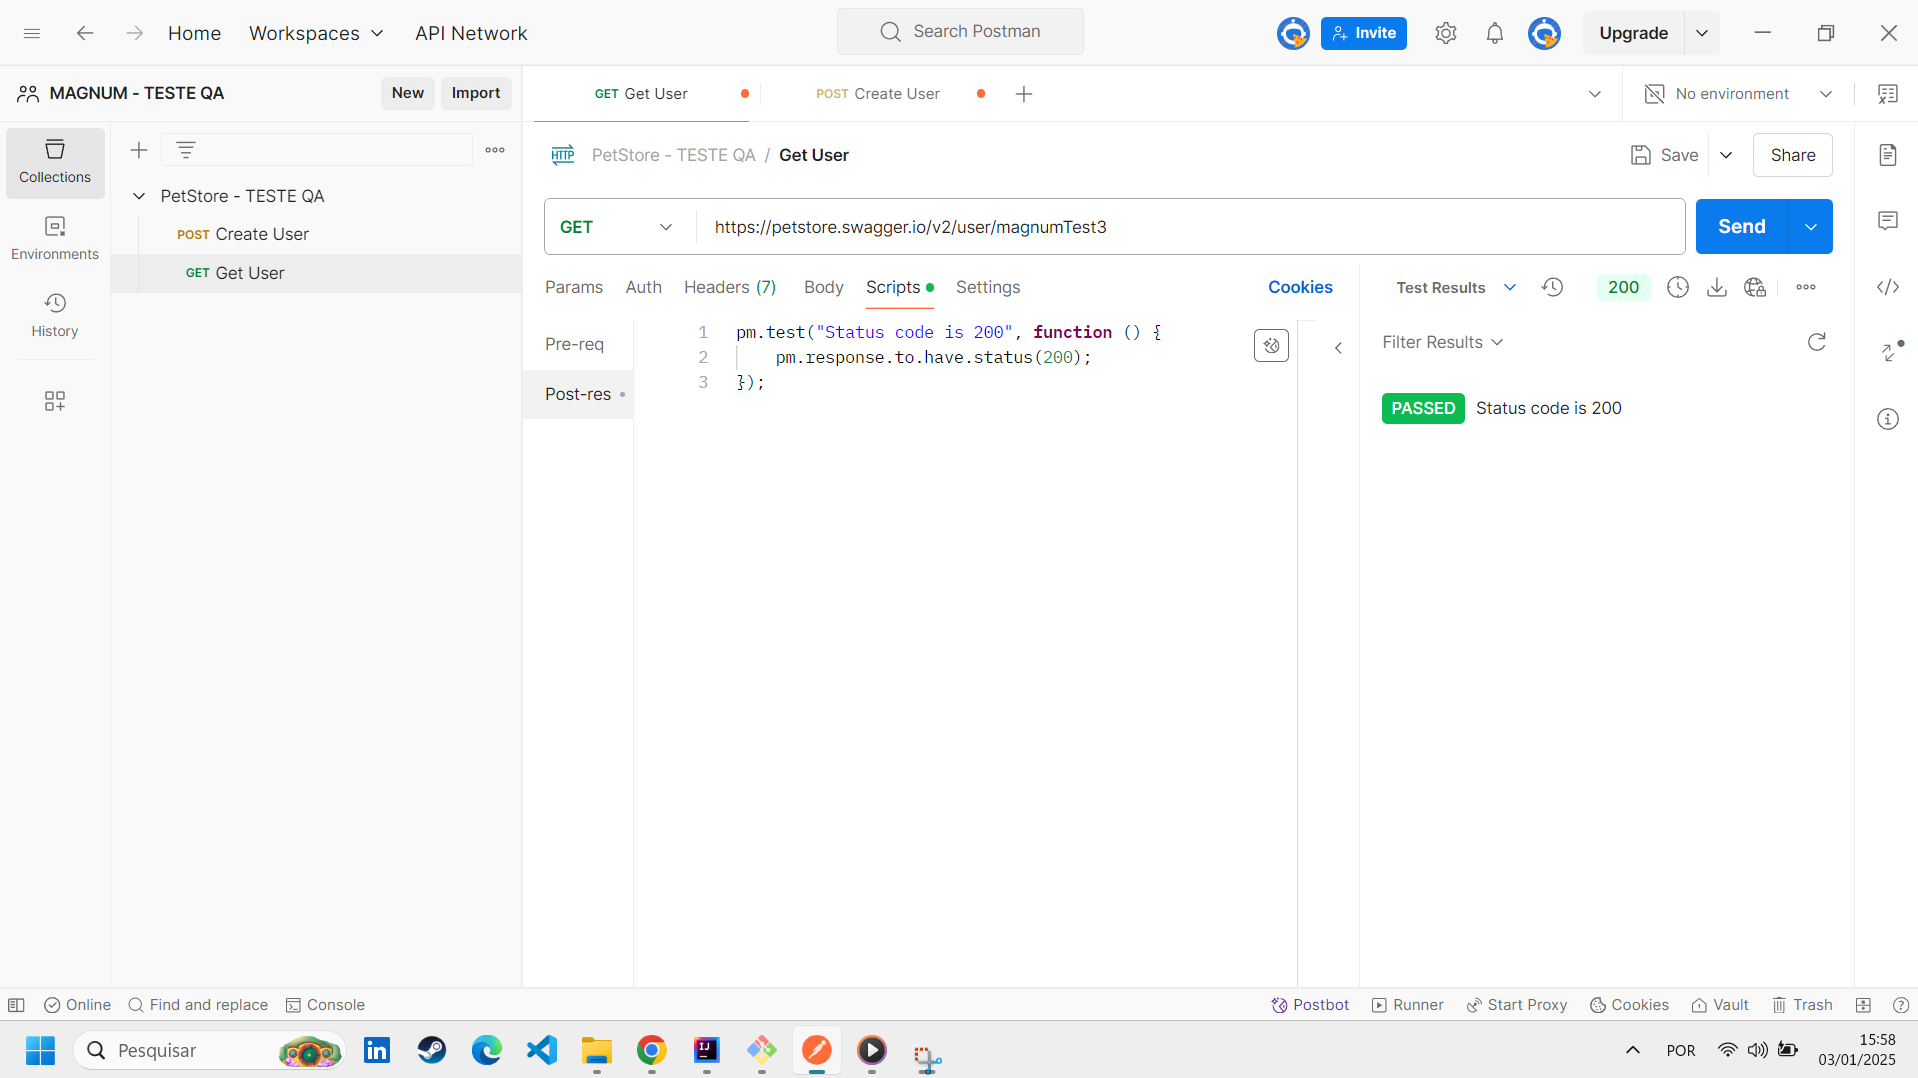 Home
Workspaces
API Network
Search Postman
Invite
Upgrade
MAGNUM - TESTE QA
New
Import
GET Get User
POST Create User
No environment
Collections
Environments
History
PetStore - TESTE QA
POST Create User
GET Get User
HTTP
PetStore - TESTE QA / Get User
Save
Share
GET
https://petstore.swagger.io/v2/user/magnumTest3
Send
Params
Auth
Headers (7)
Body
Scripts
Settings
Cookies
Pre-req
Post-res
1 pm.test("Status code is 200", function () {
2 pm.response.to.have.status(200);
3 });
Test Results
200
Filter Results
PASSED Status code is 200
Online
Find and replace
Console
Postbot
Runner
Start Proxy
Cookies
Vault
Trash
Pesquisar
in
IJ
POR
15:58
03/01/2025